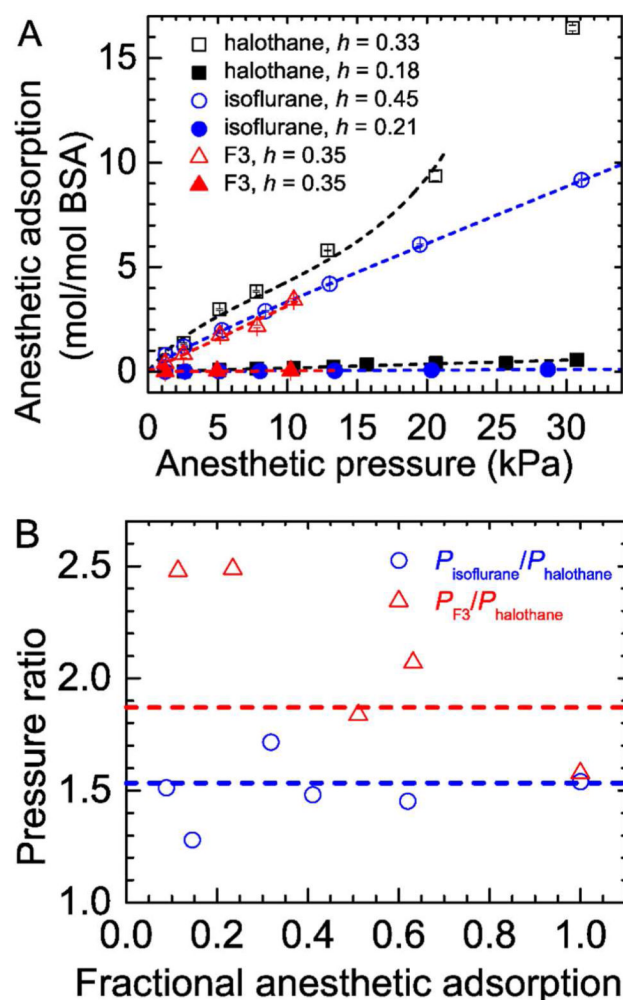 A
Anesthetic adsorption
(mol/mol BSA)
15
10
5
0
halothane, h = 0.33
halothane, h = 0.18
isoflurane, h = 0.45
isoflurane, h = 0.21
F3, h = 0.35
F3, h = 0.35
0 5 10 15 20 25 30
Anesthetic pressure (kPa)
B
Pressure ratio
2.5
2.0
1.5
1.0
Pisoflurane/Phalothane
PF3/Phalothane
0.0 0.2 0.4 0.6 0.8 1.0
Fractional anesthetic adsorption